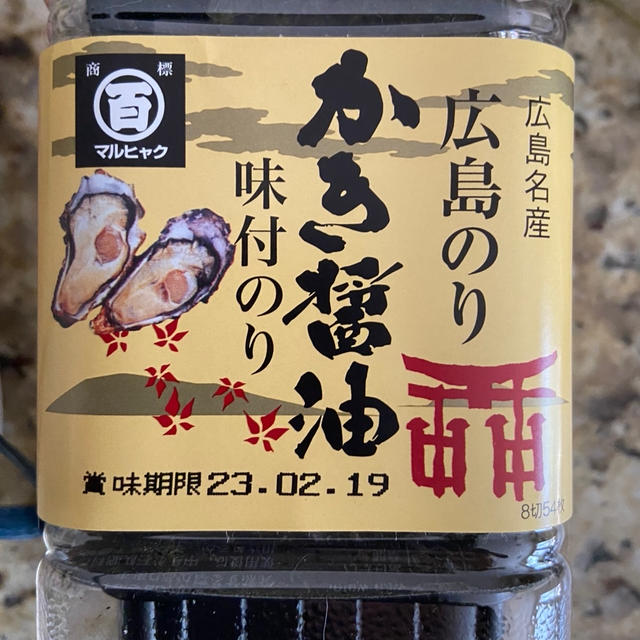 広島名産
広島のり
かき醤油
味付のり
商標
百
マルヒャク
賞味期限23.02.19
8切54枚